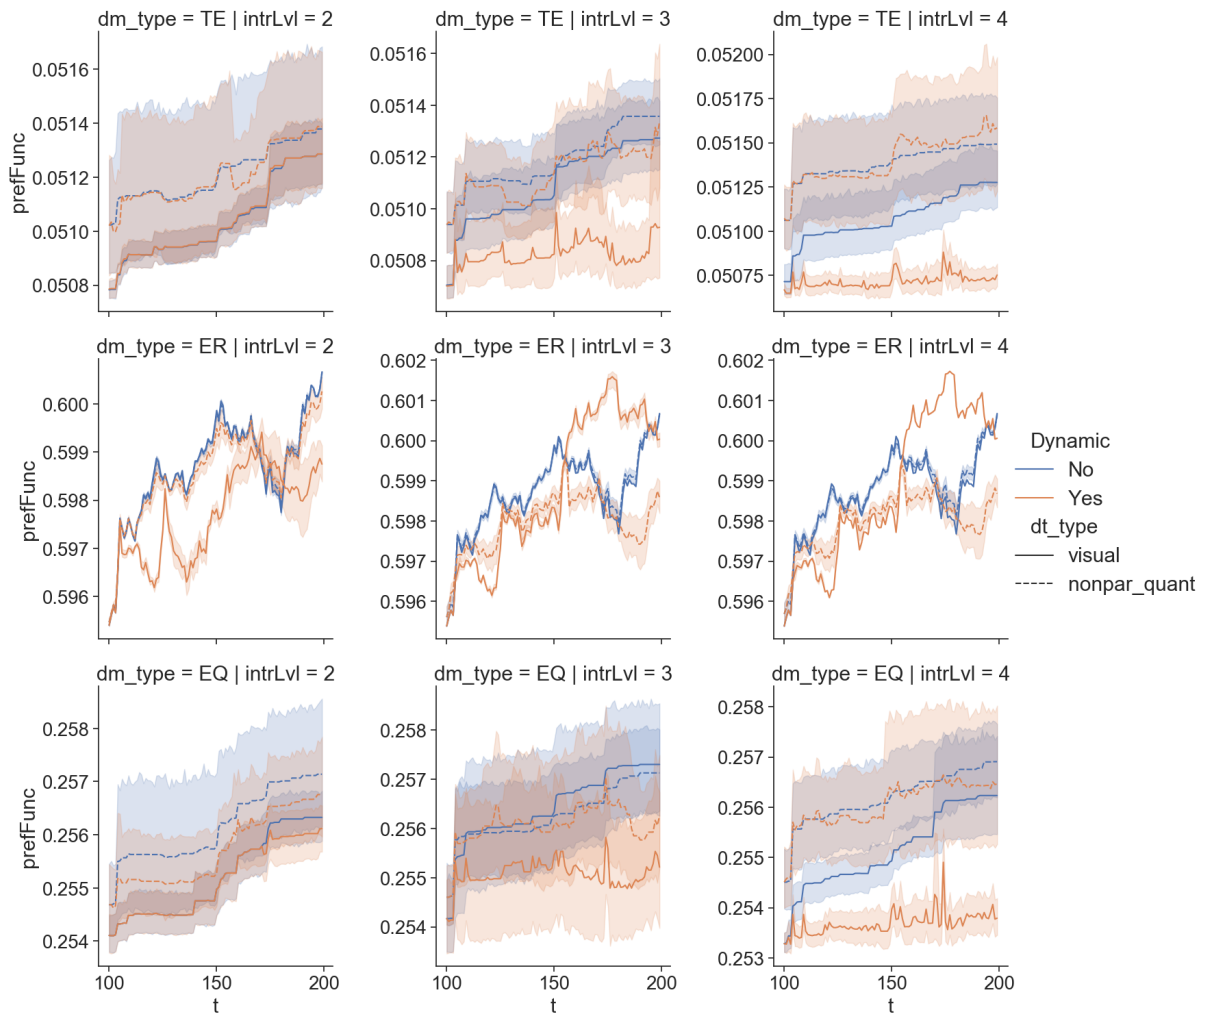 dm_type = TE | intrLvl = 2
dm_type = TE | intrLvl = 3
dm_type = TE | intrLvl = 4
prefFunc
0.0516
0.0514
0.0512
0.0510
0.0508
0.0516
0.0514
0.0512
0.0510
0.0508
0.05200
0.05175
0.05150
0.05125
0.05100
0.05075
dm_type = ER | intrLvl = 2
dm_type = ER | intrLvl = 3
dm_type = ER | intrLvl = 4
prefFunc
0.600
0.599
0.598
0.597
0.596
0.602
0.601
0.600
0.599
0.598
0.597
0.596
0.602
0.601
0.600
0.599
0.598
0.597
0.596
Dynamic
No
Yes
dt_type
visual
nonpar_quant
dm_type = EQ | intrLvl = 2
dm_type = EQ | intrLvl = 3
dm_type = EQ | intrLvl = 4
prefFunc
0.258
0.257
0.256
0.255
0.254
0.258
0.257
0.256
0.255
0.254
0.258
0.257
0.256
0.255
0.254
0.253
100 150 200
100 150 200
100 150 200
t
t
t